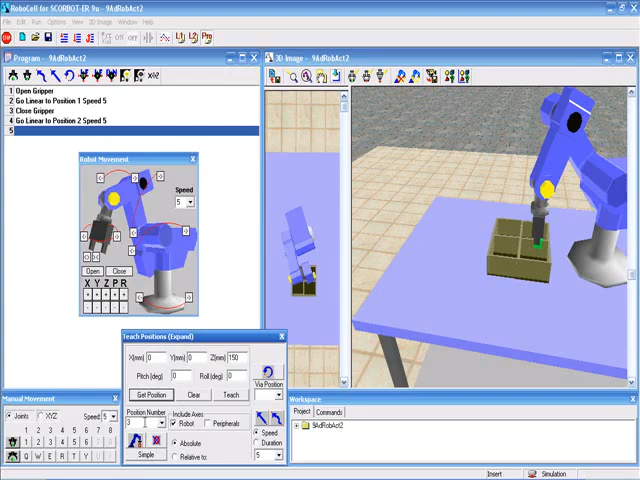 RoboCell for SCORBOT-ER 9u - 9AdRobAct2
File Edit Run Options View 3D Image Window Help
L1 L2 Prg
Program - 9AdRobAct2
3D Image - 9AdRobAct2
1 Open Gripper
2 Go Linear to Position 1 Speed 5
3 Close Gripper
4 Go Linear to Position 2 Speed 5
5
Robot Movement
Speed
5
Open Close
X Y Z P R
+ + + + +
- - - - -
Teach Positions (Expand)
X(mm) 0 Y(mm) 0 Z(mm) 150
Pitch (deg) 0 Roll (deg) 0
Get Position Clear Teach
Via Position
Position Number
3
Include Axes
Robot Peripherals
Absolute
Relative to:
Simple
Speed
Duration
5
Manual Movement
Joints XYZ Speed 5
1 2 3 4 5 6 7 8
Q W E R T Y U I
Workspace
Project Commands
9AdRobAct2
Insert Simulation